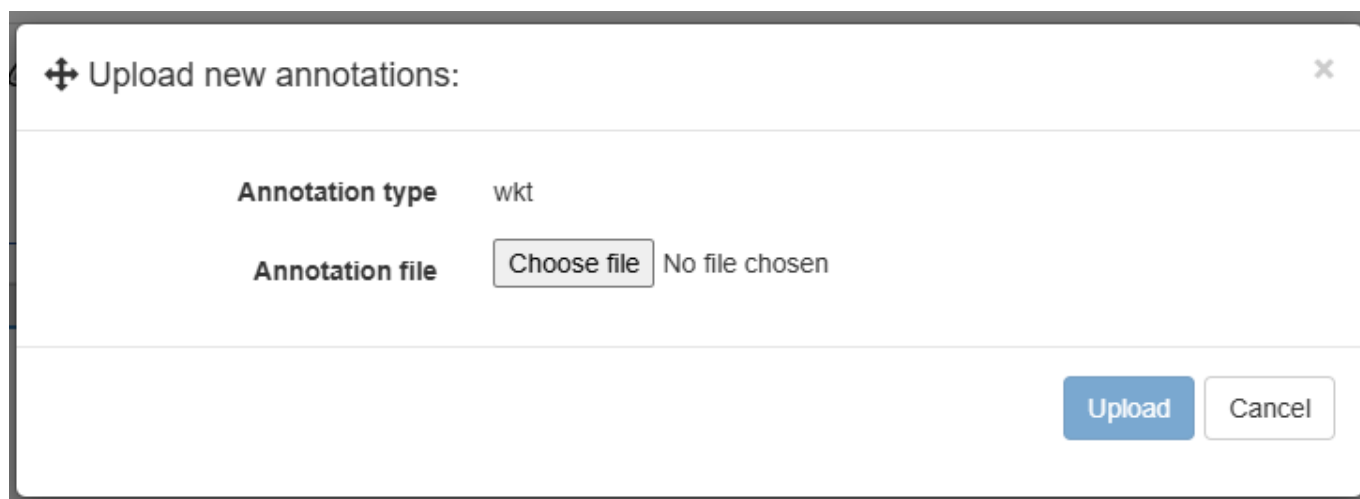 Upload new annotations:
Annotation type wkt
Annotation file Choose file No file chosen
Upload Cancel